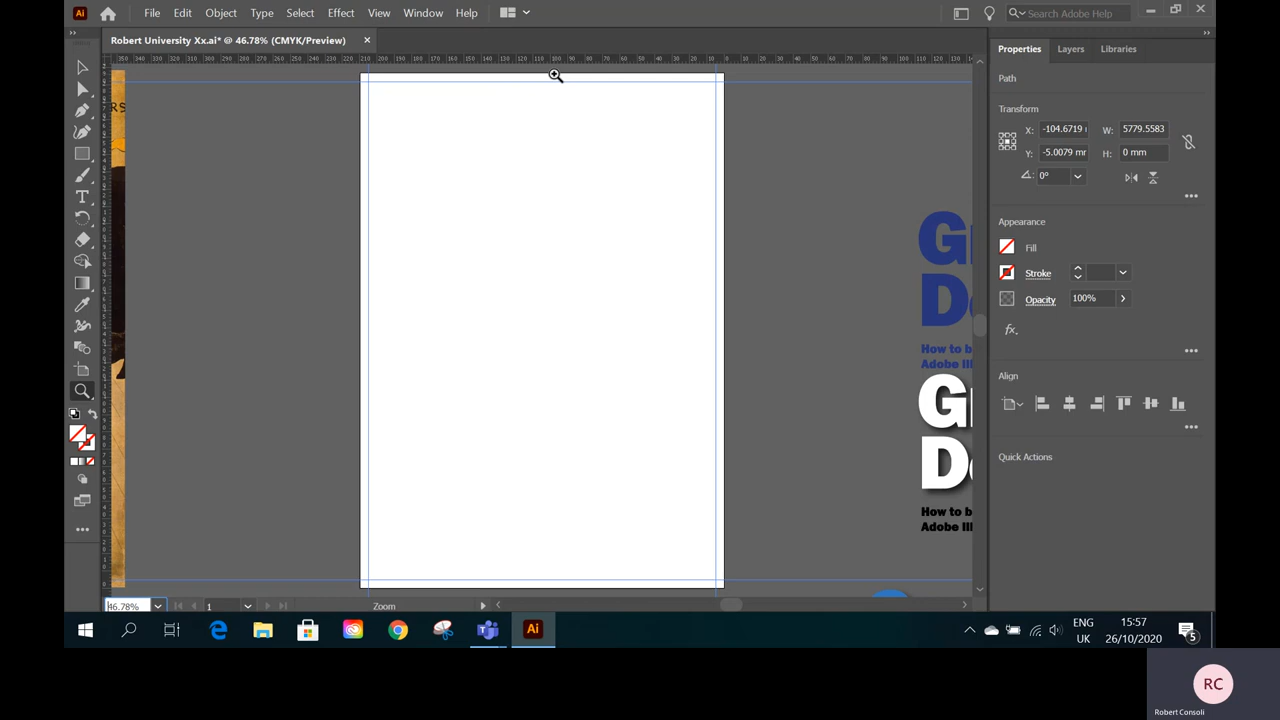 File Edit Object Type Select Effect View Window Help Search Adobe Help
Robert University Xx.ai* @ 46.78% (CMYK/Preview)
Properties Layers Libraries
Path
Transform
X: -104.6719 W: 5779.5583
Y: -5.0079 mr H: 0 mm
0°
Appearance
Fill
Stroke
Opacity 100%
fx.
Align
Quick Actions
RS
How to b
Adobe Ill
How to b
Adobe Ill
46.78% 1 Zoom
Ai
ENG
UK
15:57
26/10/2020
5
RC
Robert Consoli